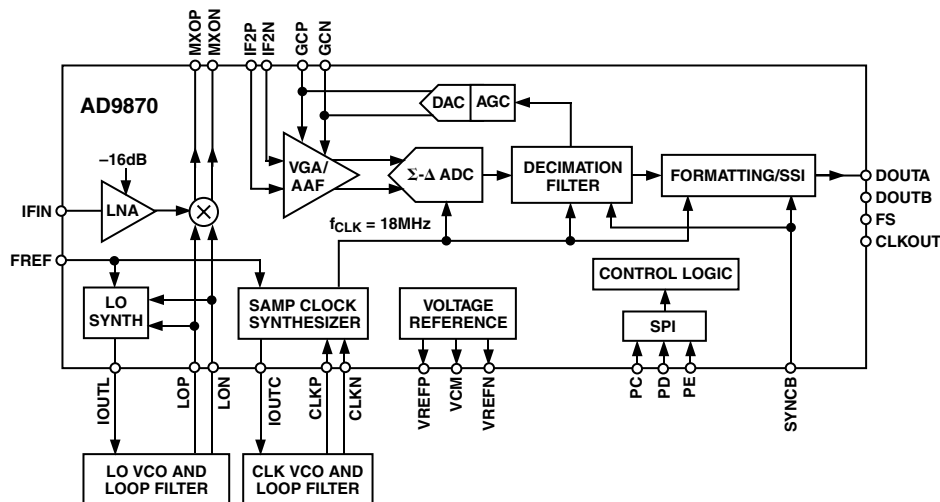 MXOP
MXON
IF2P
IF2N
GCP
GCN
AD9870
DAC
AGC
–16dB
VGA/
AAF
Σ-Δ ADC
DECIMATION
FILTER
FORMATTING/SSI
DOUTA
DOUTB
FS
CLKOUT
IFIN
LNA
fCLK = 18MHz
FREF
LO
SYNTH
SAMP CLOCK
SYNTHESIZER
VOLTAGE
REFERENCE
CONTROL LOGIC
SPI
IOUTL
LOP
LON
IOUTC
CLKP
CLKN
VREFP
VCM
VREFN
PC
PD
PE
SYNCB
LO VCO AND
LOOP FILTER
CLK VCO AND
LOOP FILTER